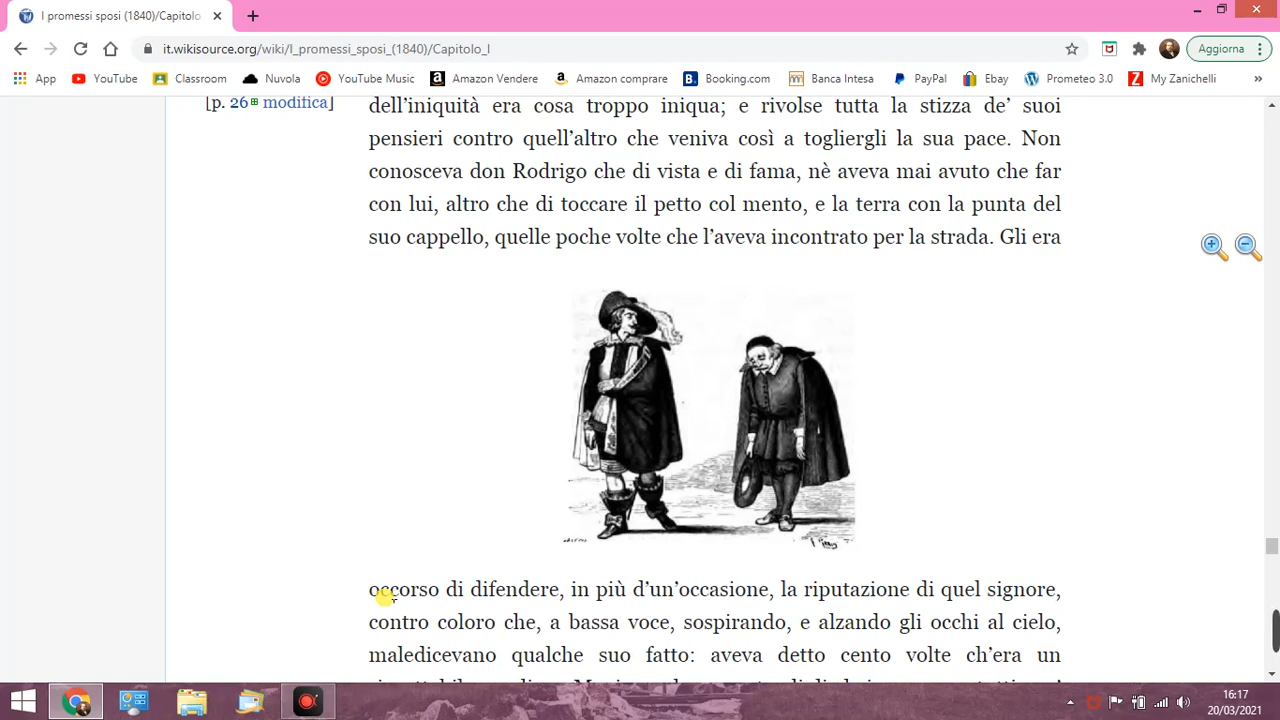 I promessi sposi (1840)/Capitolo
it.wikisource.org/wiki/I_promessi_sposi_(1840)/Capitolo_I
Aggiorna
App YouTube Classroom Nuvola YouTube Music Amazon Vendere Amazon comprare Booking.com Banca Intesa PayPal Ebay Prometeo 3.0 My Zanichelli »
[p. 26 modifica]
dell'iniquità era cosa troppo iniqua; e rivolse tutta la stizza de' suoi
pensieri contro quell'altro che veniva così a togliergli la sua pace. Non
conosceva don Rodrigo che di vista e di fama, nè aveva mai avuto che far
con lui, altro che di toccare il petto col mento, e la terra con la punta del
suo cappello, quelle poche volte che l'aveva incontrato per la strada. Gli era
occorso di difendere, in più d'un'occasione, la riputazione di quel signore,
contro coloro che, a bassa voce, sospirando, e alzando gli occhi al cielo,
maledicevano qualche suo fatto: aveva detto cento volte ch'era un
16:17
20/03/2021